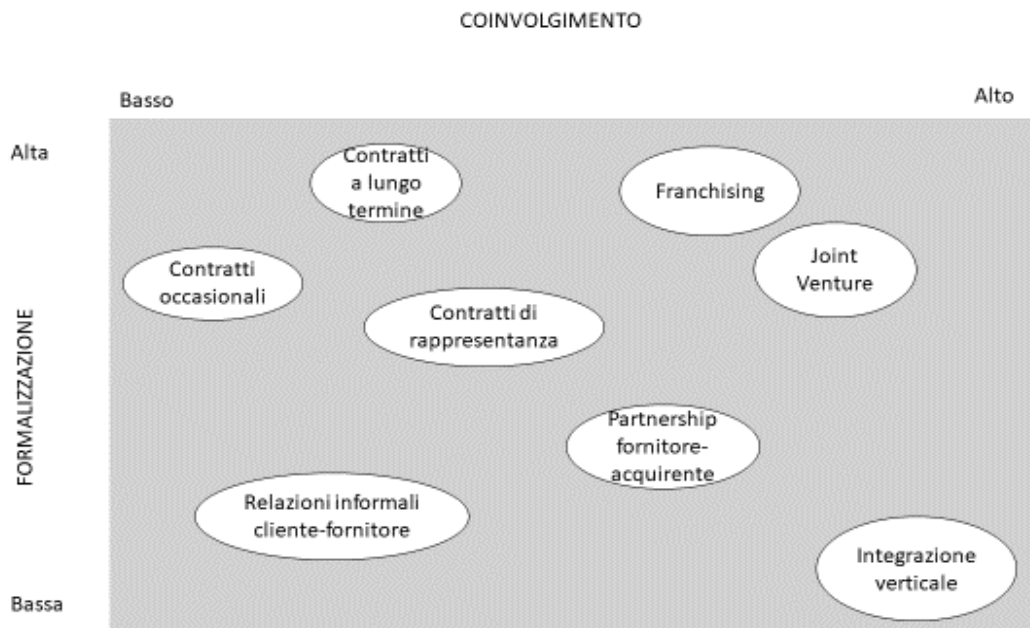 COINVOLGIMENTO
Basso
Alto
Alta
Contratti
a lungo
termine
Franchising
Contratti
occasionali
Joint
Venture
Contratti di
rappresentanza
FORMALIZZAZIONE
Partnership
fornitore-
acquirente
Relazioni informali
cliente-fornitore
Integrazione
verticale
Bassa